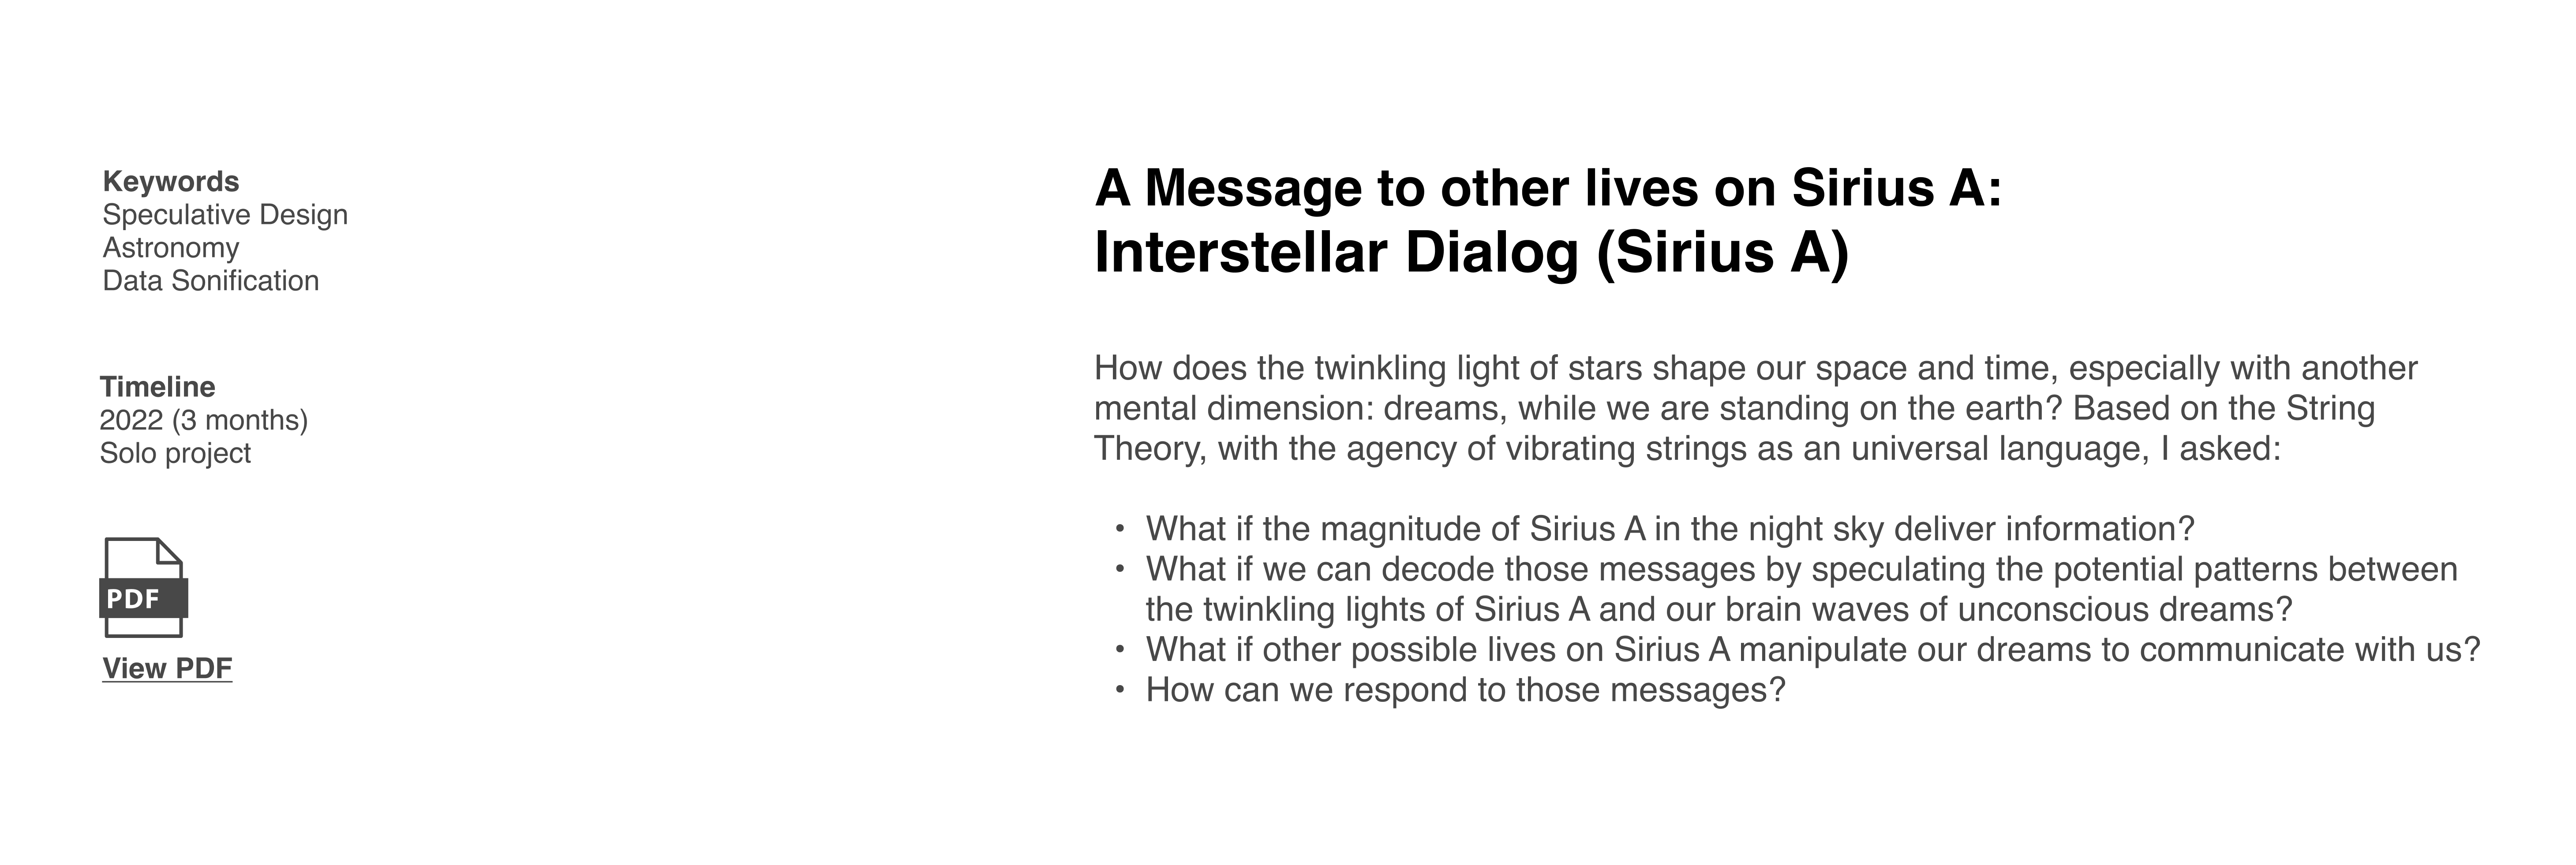 Keywords
Speculative Design
Astronomy
Data Sonification
Timeline
2022 (3 months)
Solo project
PDF
View PDF
A Message to other lives on Sirius A:
Interstellar Dialog (Sirius A)
How does the twinkling light of stars shape our space and time, especially with another
mental dimension: dreams, while we are standing on the earth? Based on the String
Theory, with the agency of vibrating strings as an universal language, I asked:
• What if the magnitude of Sirius A in the night sky deliver information?
• What if we can decode those messages by speculating the potential patterns between
the twinkling lights of Sirius A and our brain waves of unconscious dreams?
• What if other possible lives on Sirius A manipulate our dreams to communicate with us?
• How can we respond to those messages?